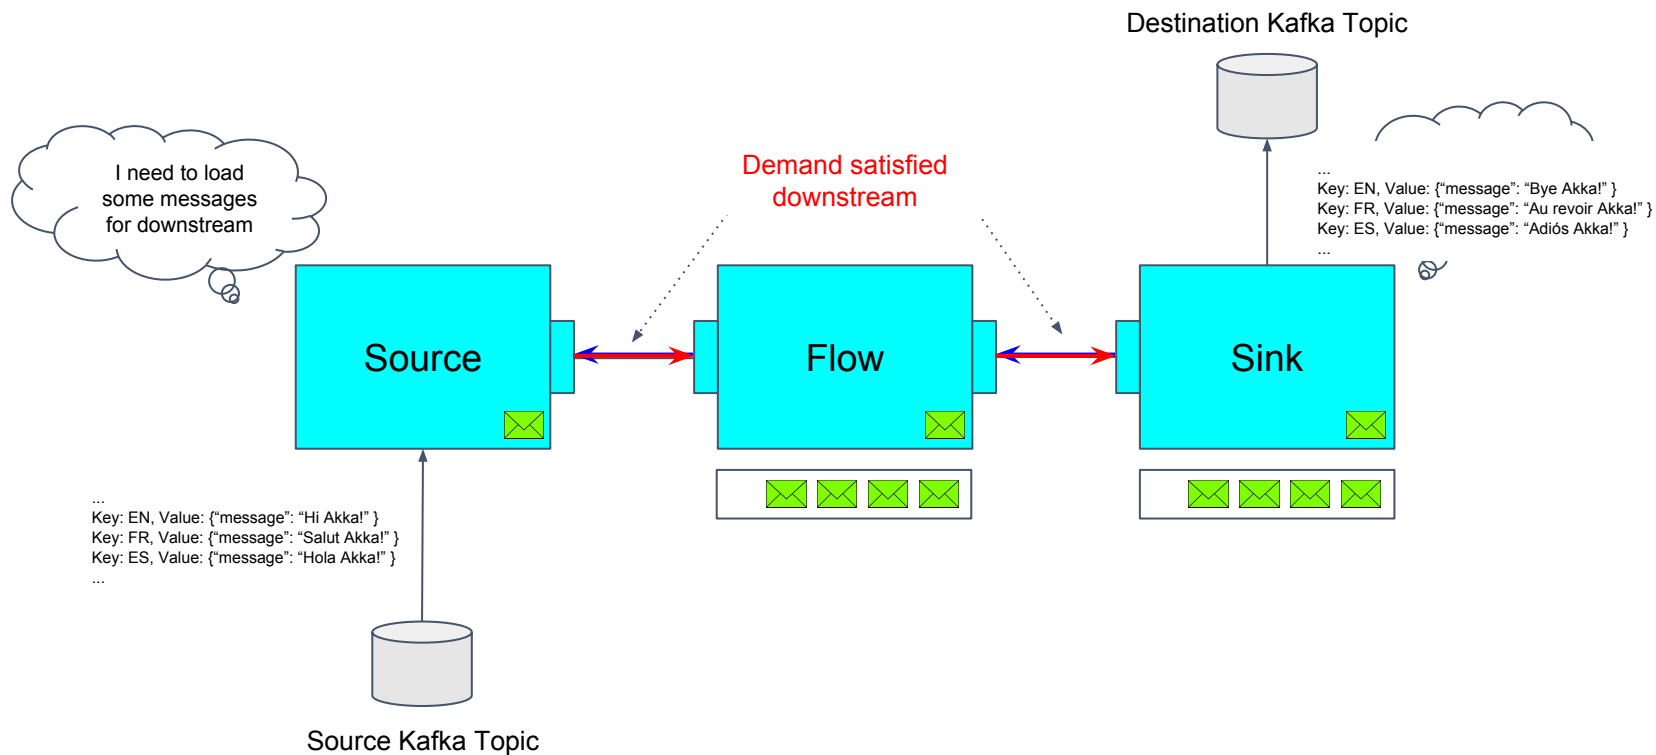 Destination Kafka Topic
I need to load
some messages
for downstream
Demand satisfied
downstream
...
Key: EN, Value: {“message”: “Bye Akka!” }
Key: FR, Value: {“message”: “Au revoir Akka!” }
Key: ES, Value: {“message”: “Adiós Akka!” }
...
Source
Flow
Sink
...
Key: EN, Value: {“message”: “Hi Akka!” }
Key: FR, Value: {“message”: “Salut Akka!” }
Key: ES, Value: {“message”: “Hola Akka!” }
...
Source Kafka Topic